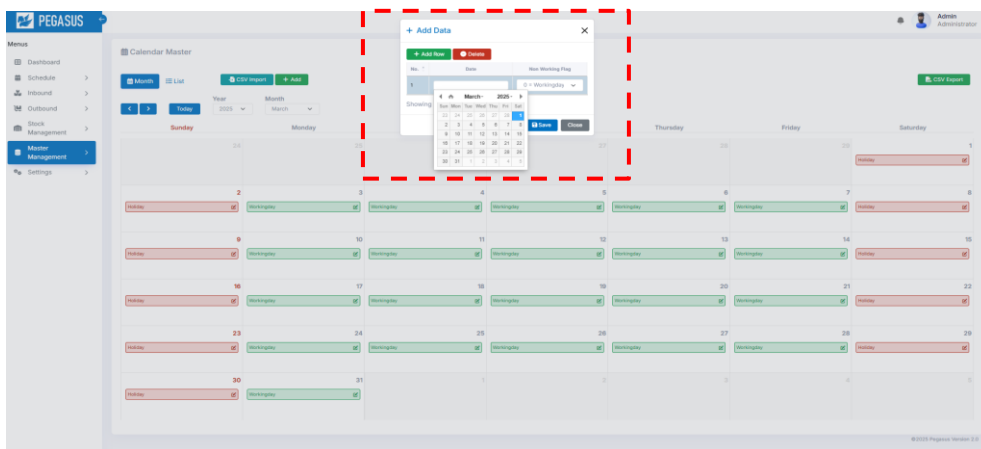 PEGASUS
Admin
Administrator
Menus
Dashboard
Schedule
Inbound
Outbound
Stock
Management
Master
Management
Settings
Calendar Master
Month
List
CSV Import
+ Add
CSV Export
Today
Year
2025
Month
March
+ Add Data
+ Add Row
Delete
No.
Date
Non Working Flag
1
0 = Workingday
Showing
Save
Close
March
2025
Sun Mon Tue Wed Thu Fri Sat
23 24 25 26 27 28 1
2 3 4 5 6 7 8
9 10 11 12 13 14 15
16 17 18 19 20 21 22
23 24 25 26 27 28 29
30 31 1 2 3 4 5
Sunday Monday Thursday Friday Saturday
24 25 27 28 29 1
Holiday
2 3 4 5 6 7 8
Holiday Workingday Workingday Workingday Workingday Workingday Holiday
9 10 11 12 13 14 15
Holiday Workingday Workingday Workingday Workingday Workingday Holiday
16 17 18 19 20 21 22
Holiday Workingday Workingday Workingday Workingday Workingday Holiday
23 24 25 26 27 28 29
Holiday Workingday Workingday Workingday Workingday Workingday Holiday
30 31 1 2 3 4 5
Holiday Workingday
©2025 Pegasus Version 2.0